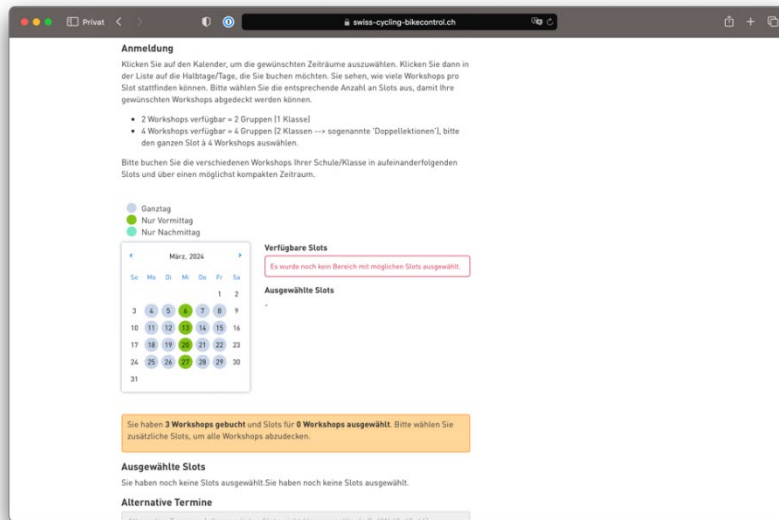 Privat
swiss-cycling-bikecontrol.ch
Anmeldung
Klicken Sie auf den Kalender, um die gewünschten Zeiträume auszuwählen. Klicken Sie dann in
der Liste auf die Halbtage/Tage, die Sie buchen möchten. Sie sehen, wie viele Workshops pro
Slot stattfinden können. Bitte wählen Sie die entsprechende Anzahl an Slots aus, damit Ihre
gewünschten Workshops abgedeckt werden können.
• 2 Workshops verfügbar = 2 Gruppen (1 Klasse)
• 4 Workshops verfügbar = 4 Gruppen (2 Klassen --> sogenannte 'Doppellektionen'), bitte
den ganzen Slot à 4 Workshops auswählen.
Bitte buchen Sie die verschiedenen Workshops Ihrer Schule/Klasse in aufeinanderfolgenden
Slots und über einen möglichst kompakten Zeitraum.
Ganztag
Nur Vormittag
Nur Nachmittag
März, 2024
So Mo Di Mi Do Fr Sa
1 2
3 4 5 6 7 8 9
10 11 12 13 14 15 16
17 18 19 20 21 22 23
24 25 26 27 28 29 30
31
Verfügbare Slots
Es wurde noch kein Bereich mit möglichen Slots ausgewählt.
Ausgewählte Slots
-
Sie haben 3 Workshops gebucht und Slots für 0 Workshops ausgewählt. Bitte wählen Sie
zusätzliche Slots, um alle Workshops abzudecken.
Ausgewählte Slots
Sie haben noch keine Slots ausgewählt.Sie haben noch keine Slots ausgewählt.
Alternative Termine